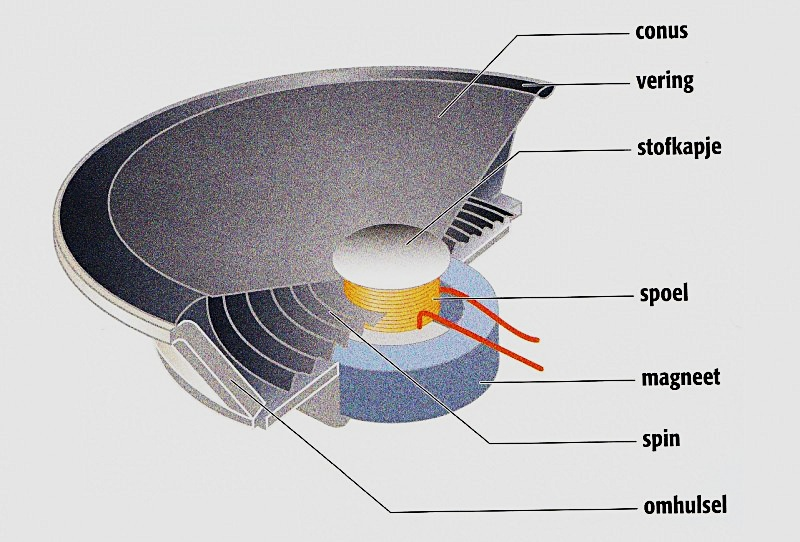 conus
vering
stofkapje
spoel
magneet
spin
omhulsel